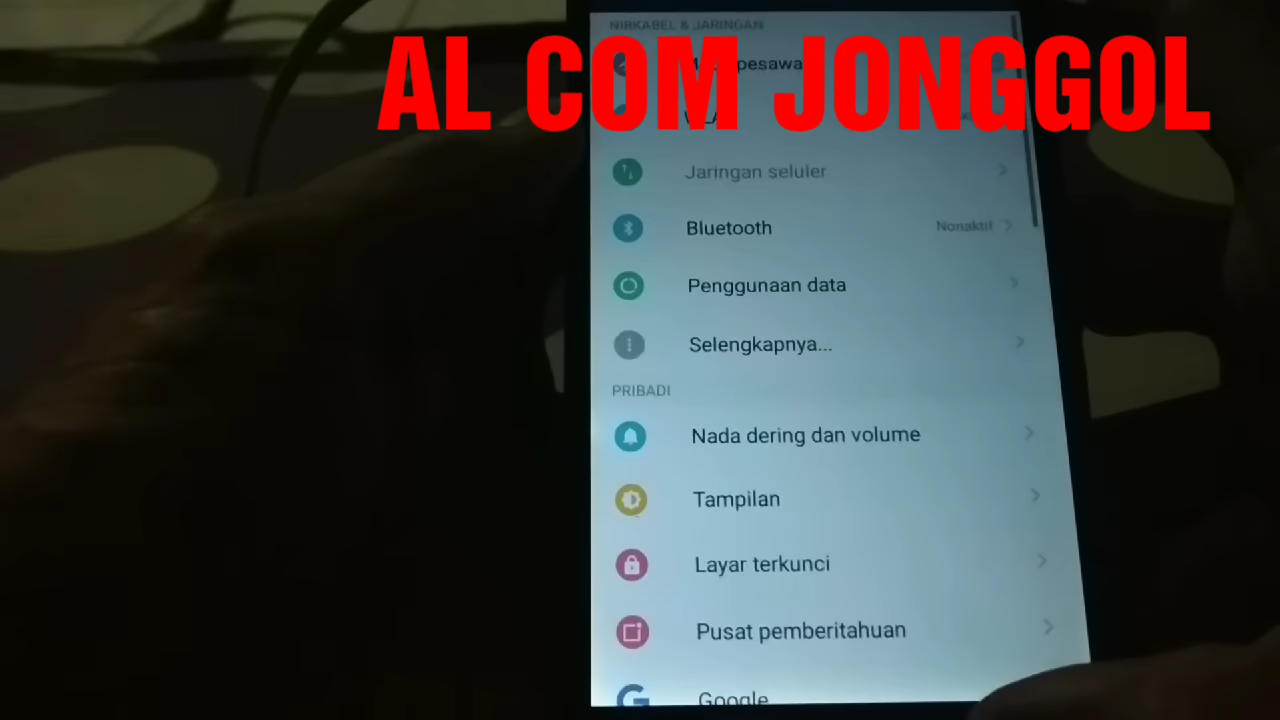 NIRKABEL & JARINGAN
AL COM JONGGOL
pesawa
Jaringan seluler
Bluetooth
Nonaktif
Penggunaan data
Selengkapnya...
PRIBADI
Nada dering dan volume
Tampilan
Layar terkunci
Pusat pemberitahuan
Google